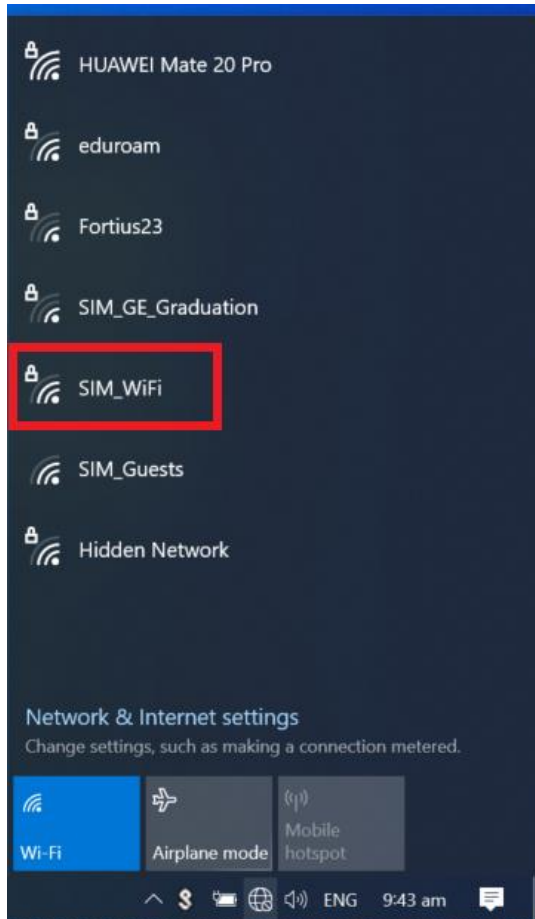 HUAWEI Mate 20 Pro
eduroam
Fortius23
SIM_GE_Graduation
SIM_WiFi
SIM_Guests
Hidden Network
Network & Internet settings
Change settings, such as making a connection metered.
Wi-Fi
Airplane mode
Mobile
hotspot
ENG 9:43 am